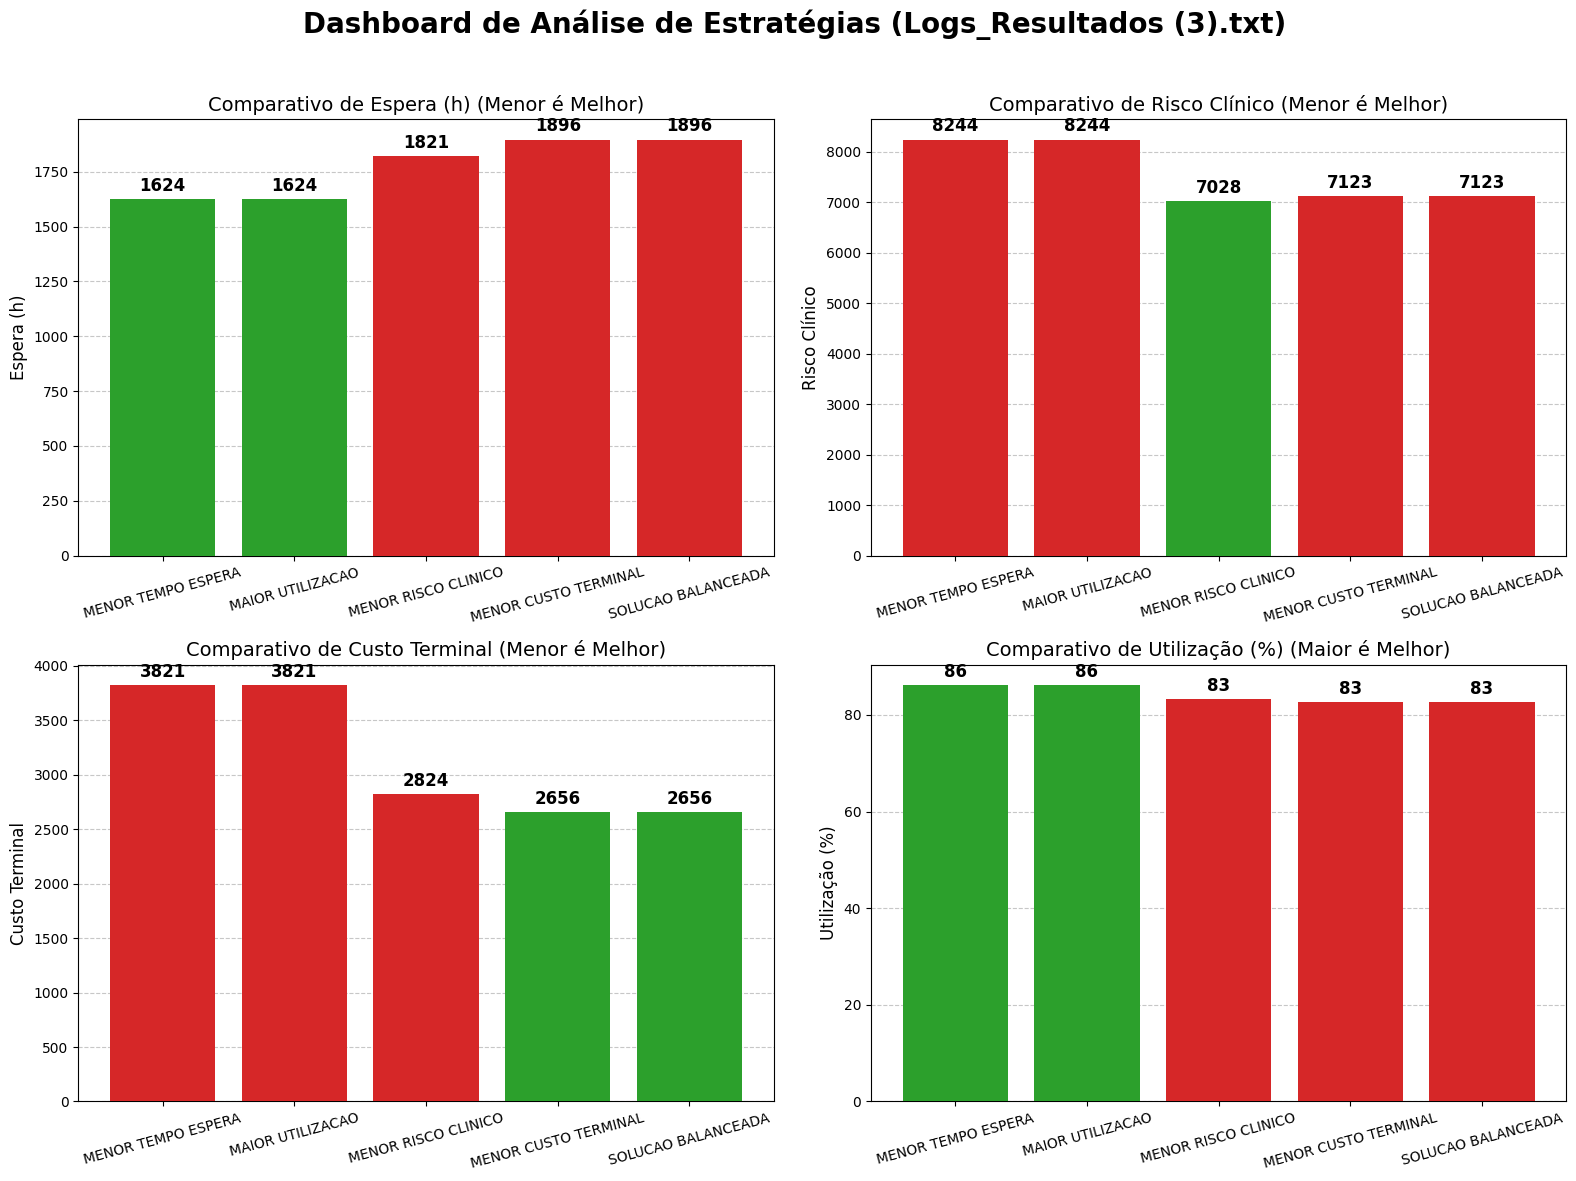 Dashboard de Análise de Estratégias (Logs_Resultados (3).txt)
Comparativo de Espera (h) (Menor é Melhor)
Espera (h)
1750
1500
1250
1000
750
500
250
0
1624
1624
1821
1896
1896
MENOR TEMPO ESPERA
MAIOR UTILIZACAO
MENOR RISCO CLINICO
MENOR CUSTO TERMINAL
SOLUCAO BALANCEADA
Comparativo de Risco Clínico (Menor é Melhor)
Risco Clínico
8000
7000
6000
5000
4000
3000
2000
1000
0
8244
8244
7028
7123
7123
MENOR TEMPO ESPERA
MAIOR UTILIZACAO
MENOR RISCO CLINICO
MENOR CUSTO TERMINAL
SOLUCAO BALANCEADA
Comparativo de Custo Terminal (Menor é Melhor)
Custo Terminal
4000
3500
3000
2500
2000
1500
1000
500
0
3821
3821
2824
2656
2656
MENOR TEMPO ESPERA
MAIOR UTILIZACAO
MENOR RISCO CLINICO
MENOR CUSTO TERMINAL
SOLUCAO BALANCEADA
Comparativo de Utilização (%) (Maior é Melhor)
Utilização (%)
80
60
40
20
0
86
86
83
83
83
MENOR TEMPO ESPERA
MAIOR UTILIZACAO
MENOR RISCO CLINICO
MENOR CUSTO TERMINAL
SOLUCAO BALANCEADA